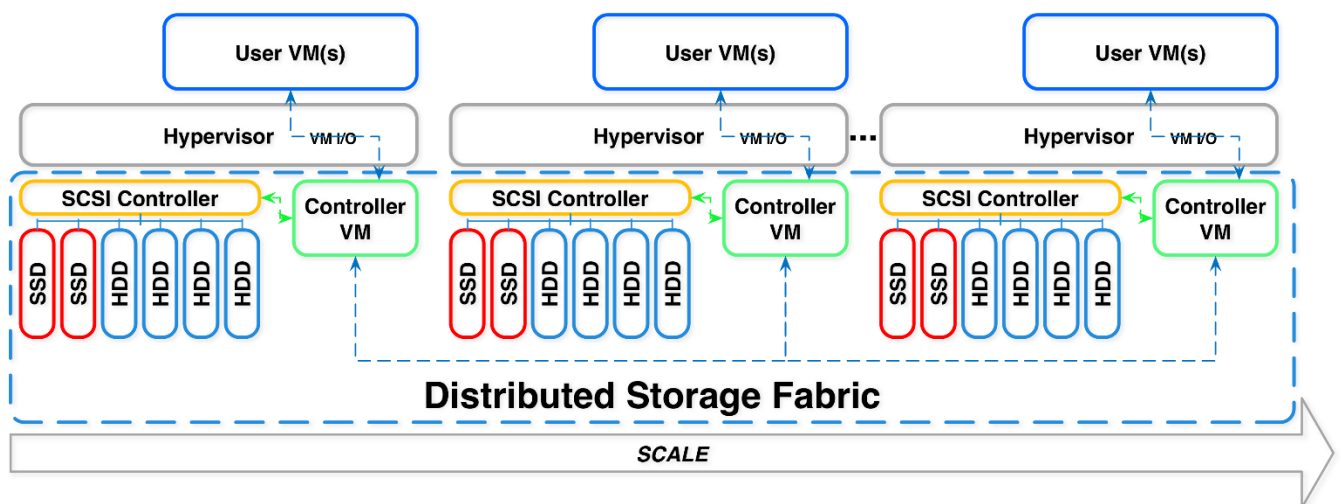 User VM(s)
User VM(s)
User VM(s)
Hypervisor VM I/O
Hypervisor VM I/O
...
Hypervisor VM I/O
SCSI Controller
Controller
VM
SSD
SSD
HDD
HDD
HDD
HDD
SCSI Controller
Controller
VM
SSD
SSD
HDD
HDD
HDD
HDD
SCSI Controller
Controller
VM
SSD
SSD
HDD
HDD
HDD
HDD
Distributed Storage Fabric
SCALE